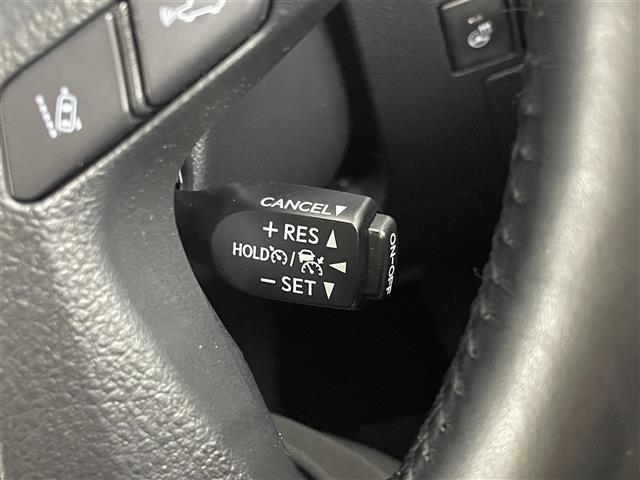 CANCEL▼
+ RES ▲
HOLD / ◀
− SET ▼
ON-OFF